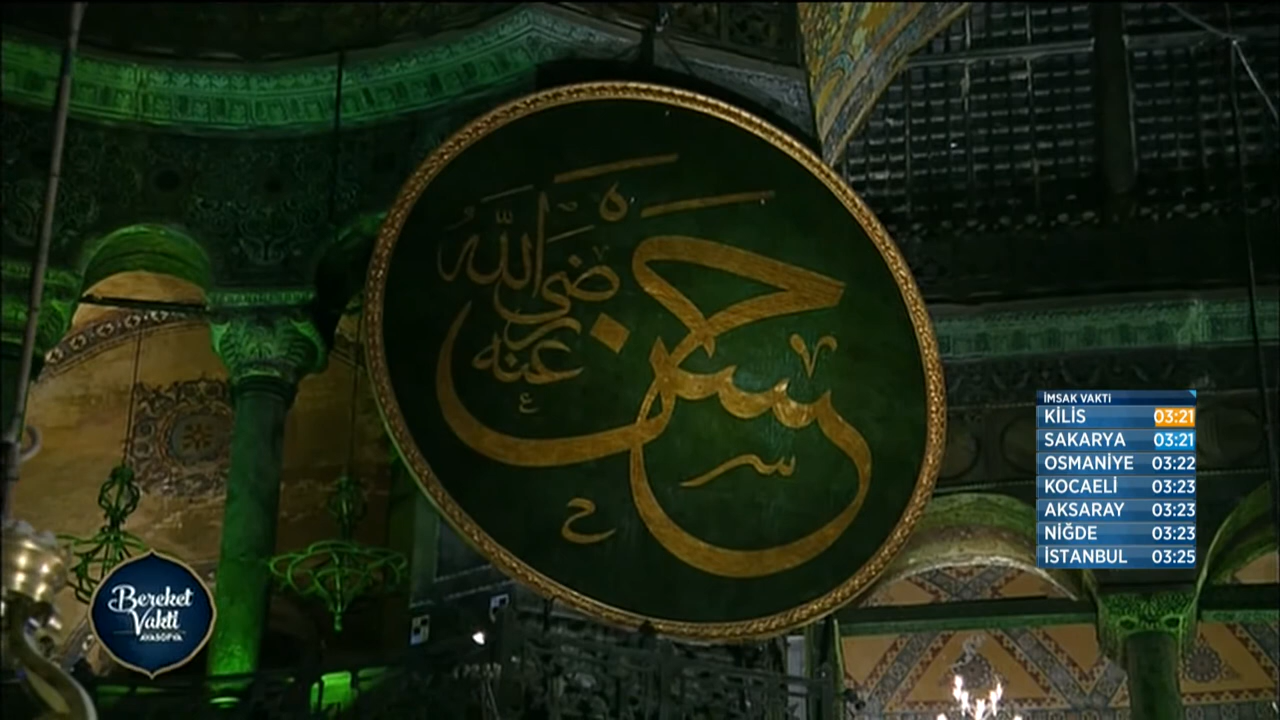 حسن
رضى الله
عنه
İMSAK VAKTİ
KİLİS 03:21
SAKARYA 03:21
OSMANİYE 03:22
KOCAELİ 03:23
AKSARAY 03:23
NİĞDE 03:23
İSTANBUL 03:25
Bereket
Vakti
AYASOFYA